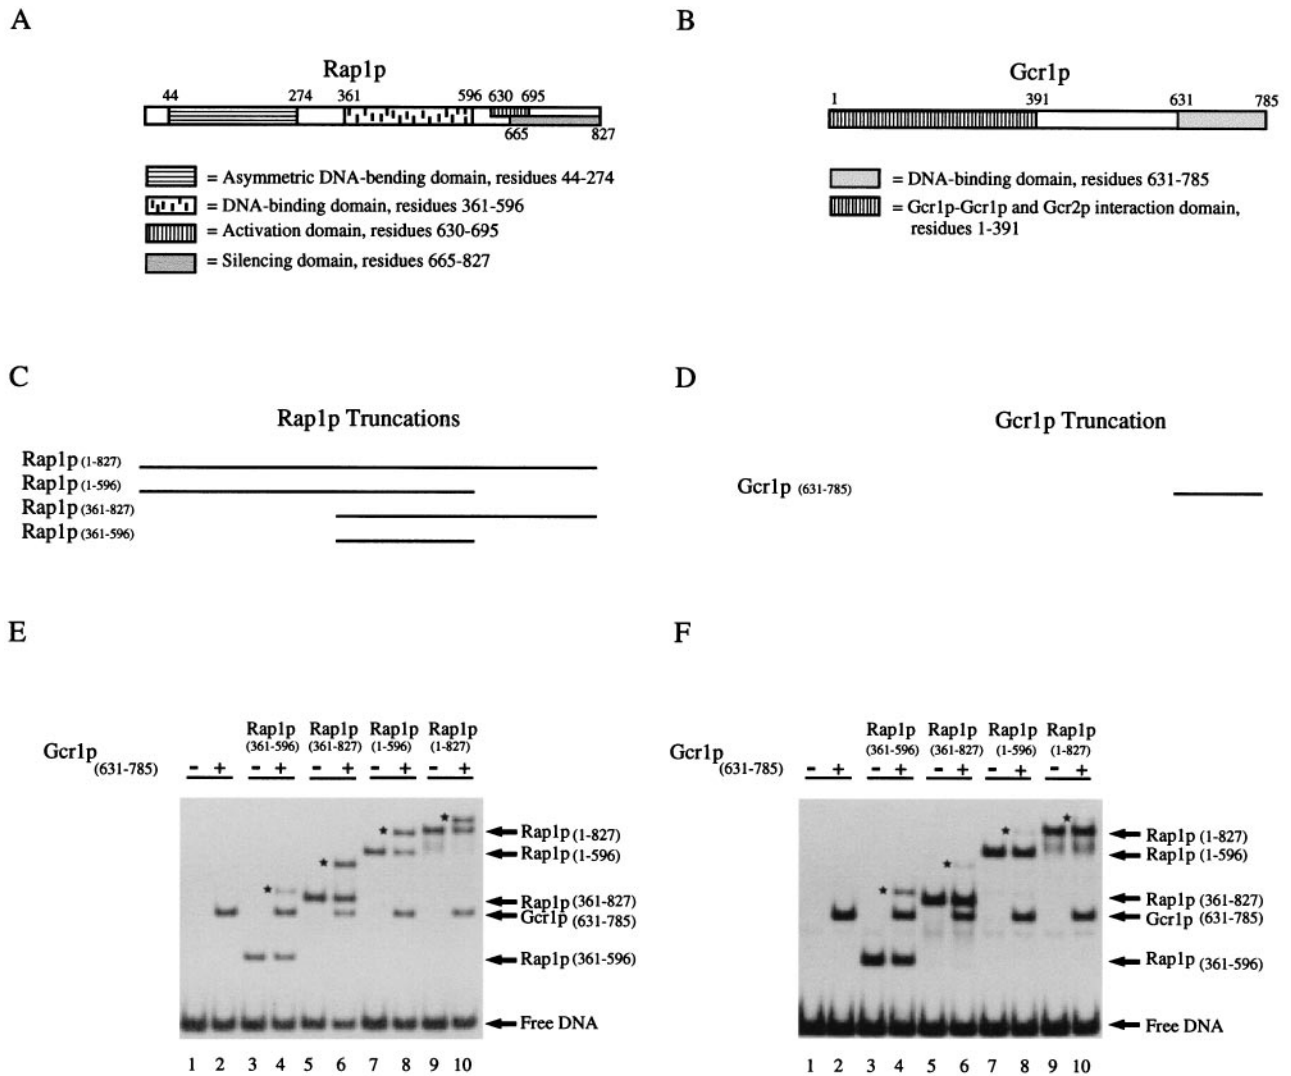 A
Rap1p
44 274 361 596 630 695
665 827
= Asymmetric DNA-bending domain, residues 44-274
= DNA-binding domain, residues 361-596
= Activation domain, residues 630-695
= Silencing domain, residues 665-827
B
Gcr1p
1 391 631 785
= DNA-binding domain, residues 631-785
= Gcr1p-Gcr1p and Gcr2p interaction domain,
residues 1-391
C
Rap1p Truncations
Rap1p (1-827)
Rap1p (1-596)
Rap1p (361-827)
Rap1p (361-596)
D
Gcr1p Truncation
Gcr1p (631-785)
E
Rap1p Rap1p Rap1p Rap1p
(361-596) (361-827) (1-596) (1-827)
Gcr1p
(631-785)
- + - + - + - + - +
★ ★ ★ ★
Rap1p (1-827)
Rap1p (1-596)
Rap1p (361-827)
Gcr1p (631-785)
Rap1p (361-596)
Free DNA
1 2 3 4 5 6 7 8 9 10
F
Rap1p Rap1p Rap1p Rap1p
(361-596) (361-827) (1-596) (1-827)
Gcr1p
(631-785)
- + - + - + - + - +
★ ★ ★ ★
Rap1p (1-827)
Rap1p (1-596)
Rap1p (361-827)
Gcr1p (631-785)
Rap1p (361-596)
Free DNA
1 2 3 4 5 6 7 8 9 10